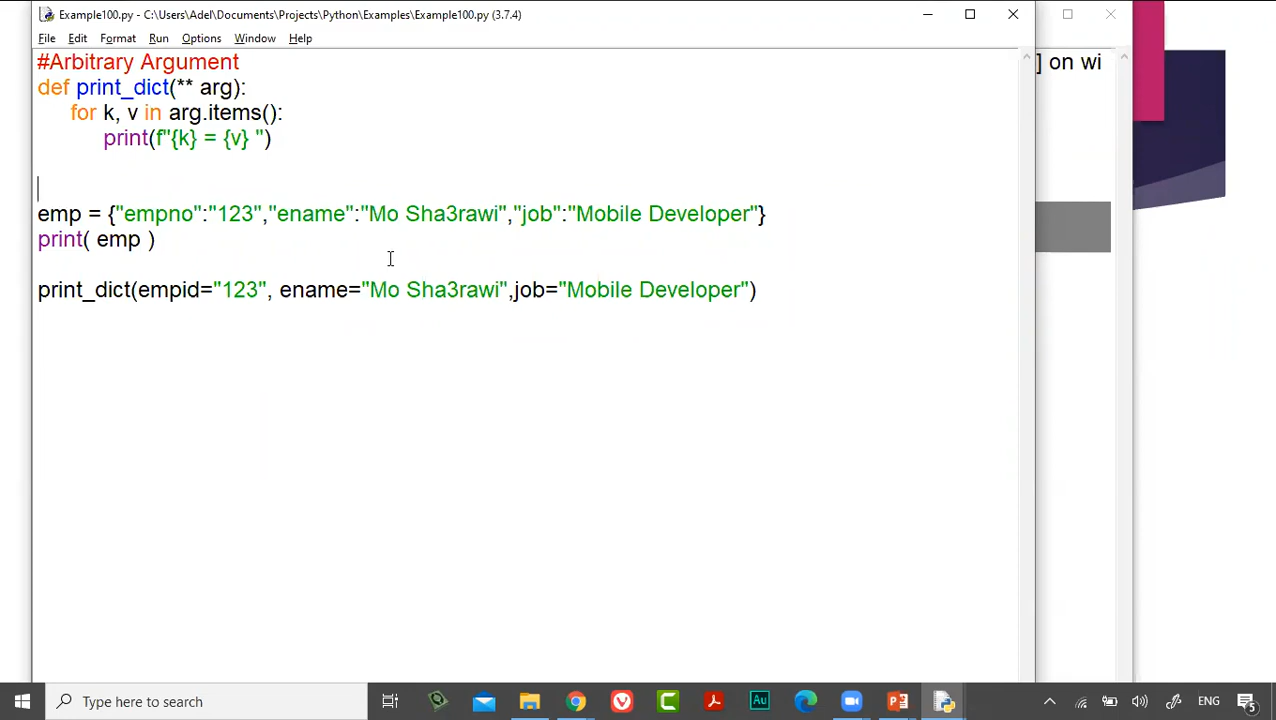 Example100.py - C:\Users\Adel\Documents\Projects\Python\Examples\Example100.py (3.7.4)
File Edit Format Run Options Window Help
#Arbitrary Argument
] on wi
def print_dict(** arg):
for k, v in arg.items():
print(f"{k} = {v} ")
emp = {"empno":"123","ename":"Mo Sha3rawi","job":"Mobile Developer"}
print( emp )
print_dict(empid="123", ename="Mo Sha3rawi",job="Mobile Developer")
Type here to search
Au
ENG
5